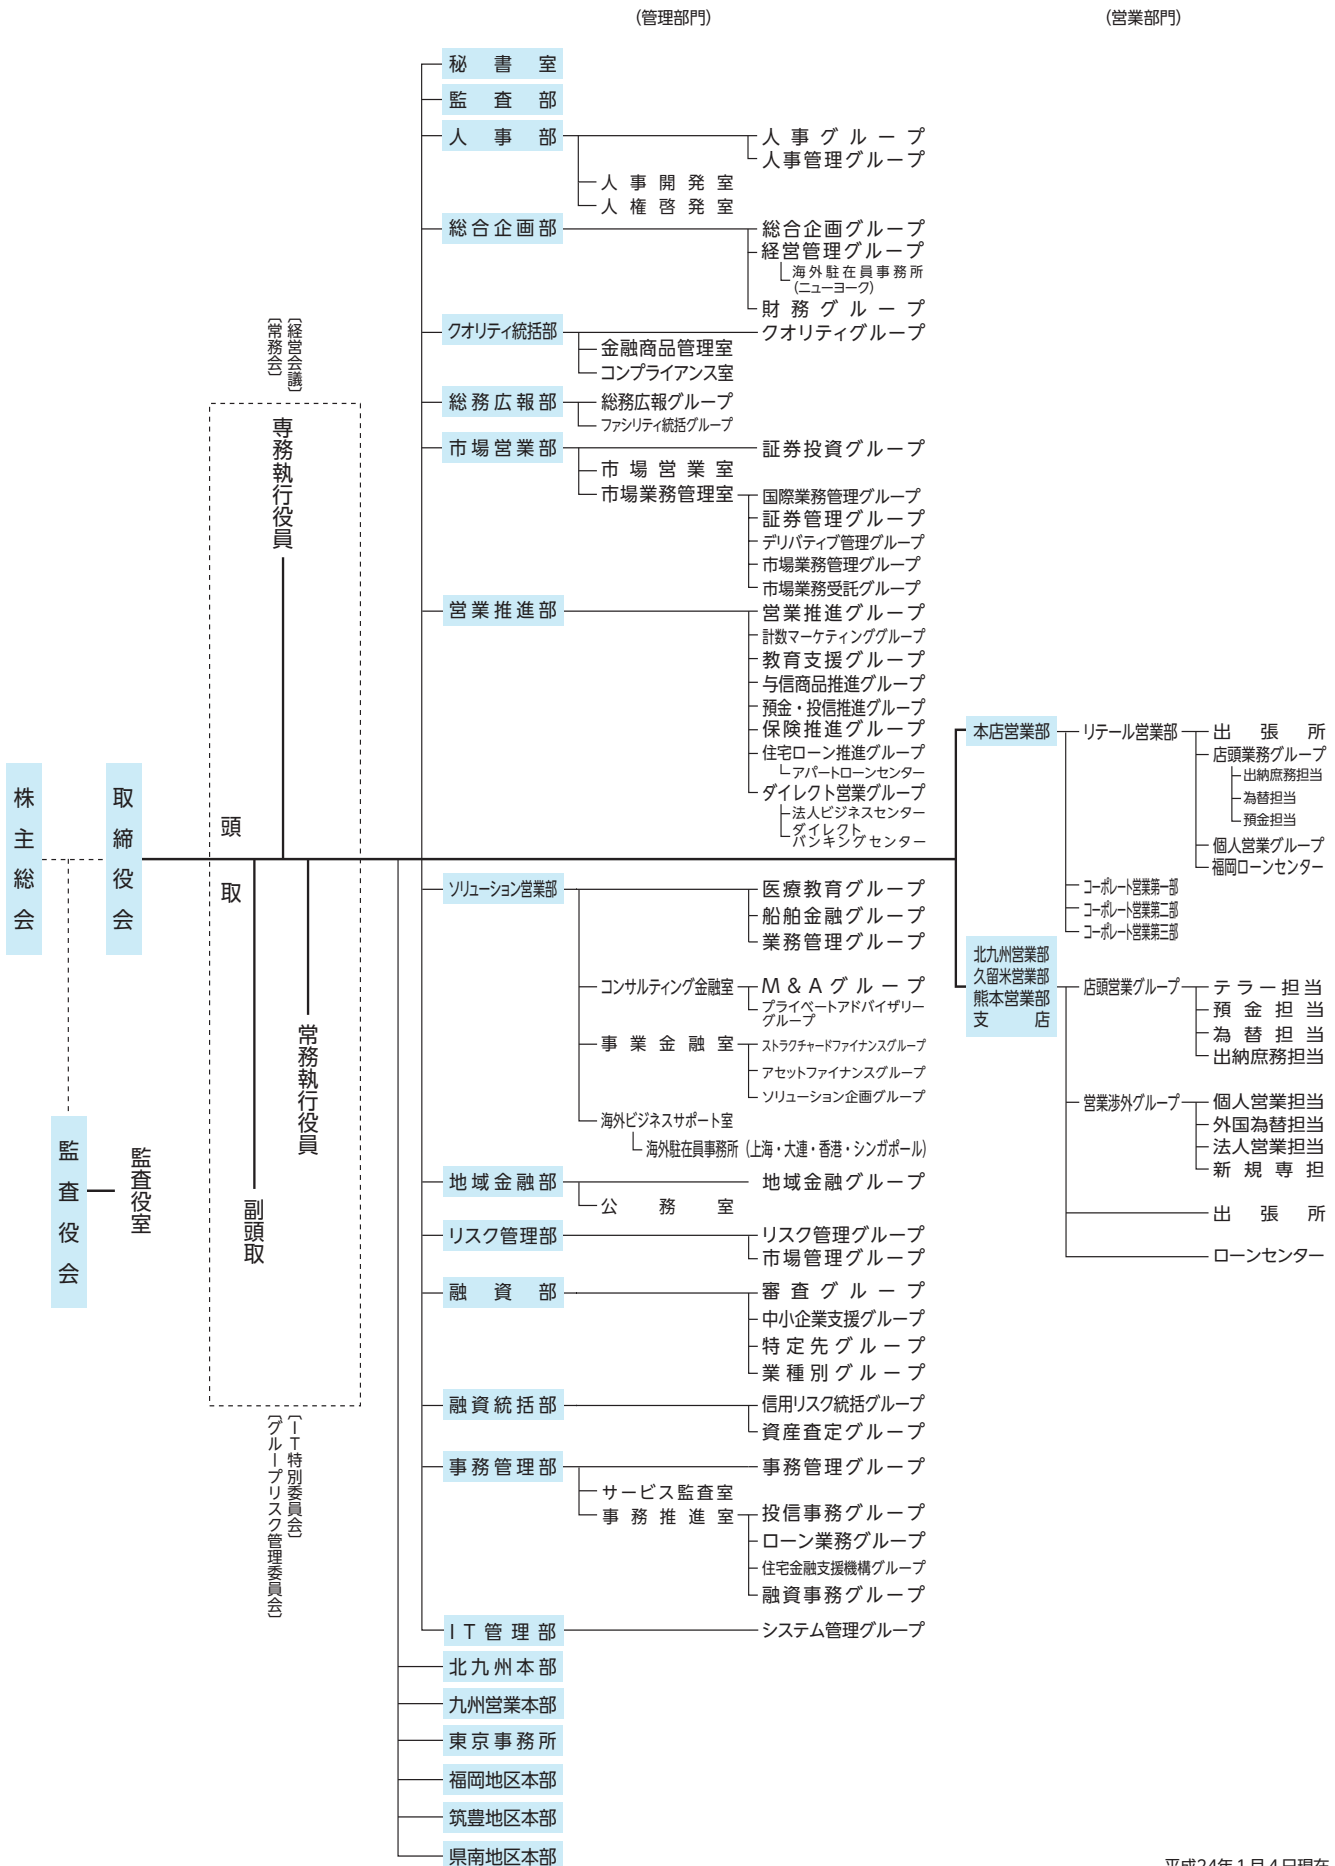 (管理部門)
(営業部門)
秘書室
監査部
人事部
人事グループ
人事管理グループ
人事開発室
人権啓発室
総合企画部
総合企画グループ
経営管理グループ
海外駐在員事務所
(ニューヨーク)
財務グループ
クオリティ統括部
クオリティグループ
金融商品管理室
コンプライアンス室
総務広報部
総務広報グループ
ファシリティ統括グループ
市場営業部
証券投資グループ
市場営業室
市場業務管理室
国際業務管理グループ
証券管理グループ
デリバティブ管理グループ
市場業務管理グループ
市場業務受託グループ
営業推進部
営業推進グループ
計数マーケティンググループ
教育支援グループ
与信商品推進グループ
預金・投信推進グループ
保険推進グループ
住宅ローン推進グループ
アパートローンセンター
ダイレクト営業グループ
法人ビジネスセンター
ダイレクト
バンキングセンター
株主総会
取締役会
監査役会
監査役室
頭取
〔経営会議〕
〔常務会〕
専務執行役員
常務執行役員
副頭取
〔IT特別委員会〕
〔グループリスク管理委員会〕
ソリューション営業部
医療教育グループ
船舶金融グループ
業務管理グループ
コンサルティング金融室
M&Aグループ
プライベートアドバイザリー
グループ
事業金融室
ストラクチャードファイナンスグループ
アセットファイナンスグループ
ソリューション企画グループ
海外ビジネスサポート室
海外駐在員事務所(上海・大連・香港・シンガポール)
地域金融部
地域金融グループ
公務室
リスク管理部
リスク管理グループ
市場管理グループ
融資部
審査グループ
中小企業支援グループ
特定先グループ
業種別グループ
融資統括部
信用リスク統括グループ
資産査定グループ
事務管理部
事務管理グループ
サービス監査室
事務推進室
投信事務グループ
ローン業務グループ
住宅金融支援機構グループ
融資事務グループ
IT管理部
システム管理グループ
北九州本部
九州営業本部
東京事務所
福岡地区本部
筑豊地区本部
県南地区本部
本店営業部
リテール営業部
出張所
店頭業務グループ
出納庶務担当
為替担当
預金担当
個人営業グループ
福岡ローンセンター
コーポレート営業第一部
コーポレート営業第二部
コーポレート営業第三部
北九州営業部
久留米営業部
熊本営業部
支店
店頭営業グループ
テラー担当
預金担当
為替担当
出納庶務担当
営業渉外グループ
個人営業担当
外国為替担当
法人営業担当
新規専担
出張所
ローンセンター
平成24年1月4日現在